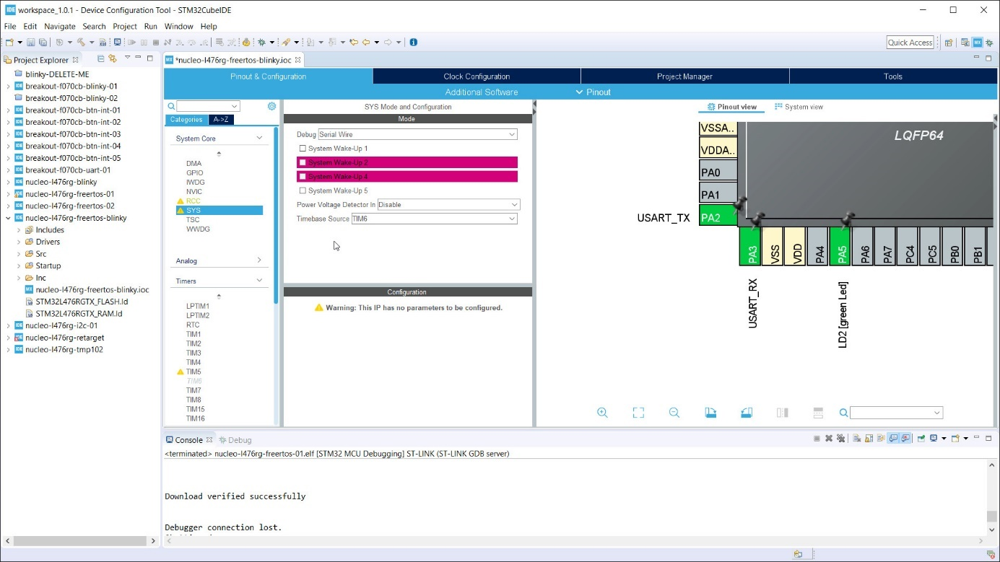 workspace_1.0.1 - Device Configuration Tool - STM32CubeIDE
File Edit Navigate Search Project Run Window Help
Quick Access
Project Explorer
blinky-DELETE-ME
breakout-f070cb-blinky-01
breakout-f070cb-blinky-02
breakout-f070cb-btn-int-01
breakout-f070cb-btn-int-02
breakout-f070cb-btn-int-03
breakout-f070cb-btn-int-04
breakout-f070cb-btn-int-05
breakout-f070cb-uart-01
nucleo-l476rg-blinky
nucleo-l476rg-freertos-01
nucleo-l476rg-freertos-02
nucleo-l476rg-freertos-blinky
Includes
Drivers
Src
Startup
Inc
nucleo-l476rg-freertos-blinky.ioc
STM32L476RGTX_FLASH.ld
STM32L476RGTX_RAM.ld
nucleo-l476rg-i2c-01
nucleo-l476rg-retarget
nucleo-l476rg-tmp102
*nucleo-l476rg-freertos-blinky.ioc
Pinout & Configuration
Clock Configuration
Project Manager
Tools
Additional Software
Pinout
Categories
A->Z
System Core
DMA
GPIO
IWDG
NVIC
RCC
SYS
TSC
WWDG
Analog
Timers
LPTIM1
LPTIM2
RTC
TIM1
TIM2
TIM3
TIM4
TIM5
TIM6
TIM7
TIM8
TIM15
TIM16
SYS Mode and Configuration
Mode
Debug Serial Wire
System Wake-Up 1
System Wake-Up 2
System Wake-Up 4
System Wake-Up 5
Power Voltage Detector In Disable
Timebase Source TIM6
Configuration
Warning: This IP has no parameters to be configured.
Pinout view
System view
LQFP64
VSSA..
VDDA..
PA0
PA1
USART_TX PA2
PA3
VSS
VDD
PA4
PA5
PA6
PA7
PC4
PC5
PB0
PB1
USART_RX
LD2 [green Led]
Console
Debug
<terminated> nucleo-l476rg-freertos-01.elf [STM32 MCU Debugging] ST-LINK (ST-LINK GDB server)
Download verified successfully
Debugger connection lost.